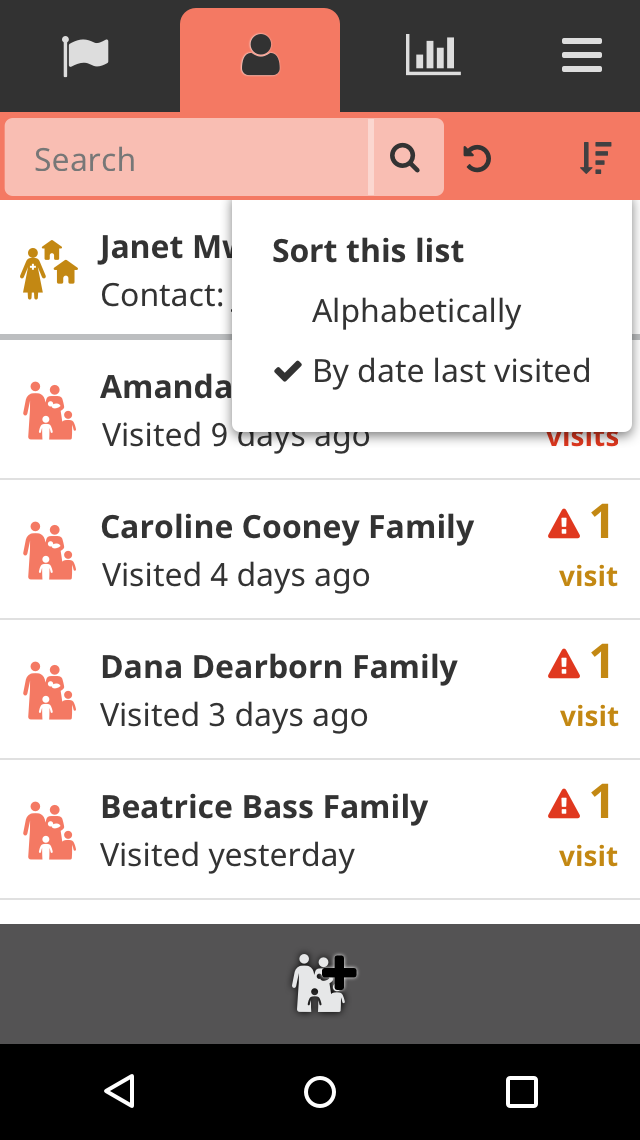 Search
Sort this list
Alphabetically
By date last visited
Janet
Contact:
Amanda
Visited 9 days ago
visits
Caroline Cooney Family
1
Visited 4 days ago
visit
Dana Dearborn Family
1
Visited 3 days ago
visit
Beatrice Bass Family
1
Visited yesterday
visit